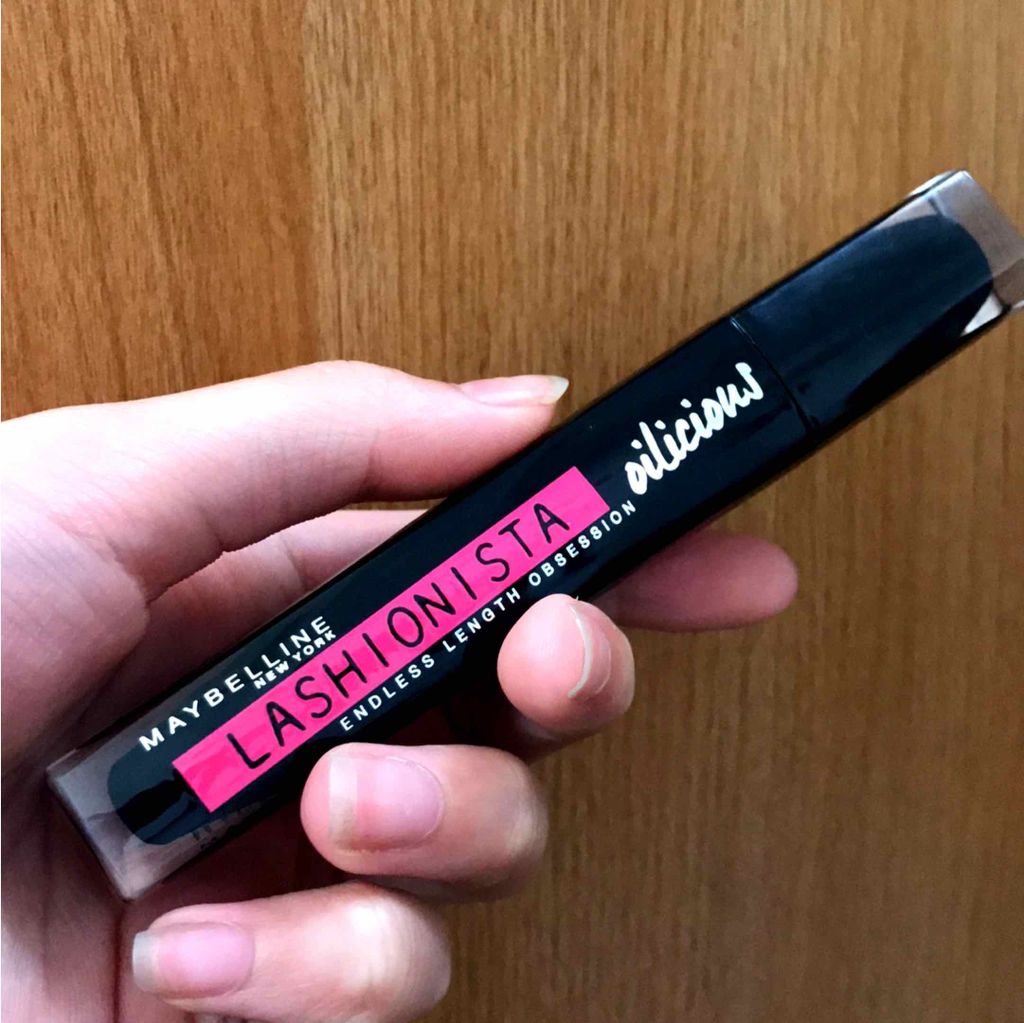 MAYBELLINE
NEW YORK
LASHIONISTA
oilicious
ENDLESS LENGTH OBSESSION